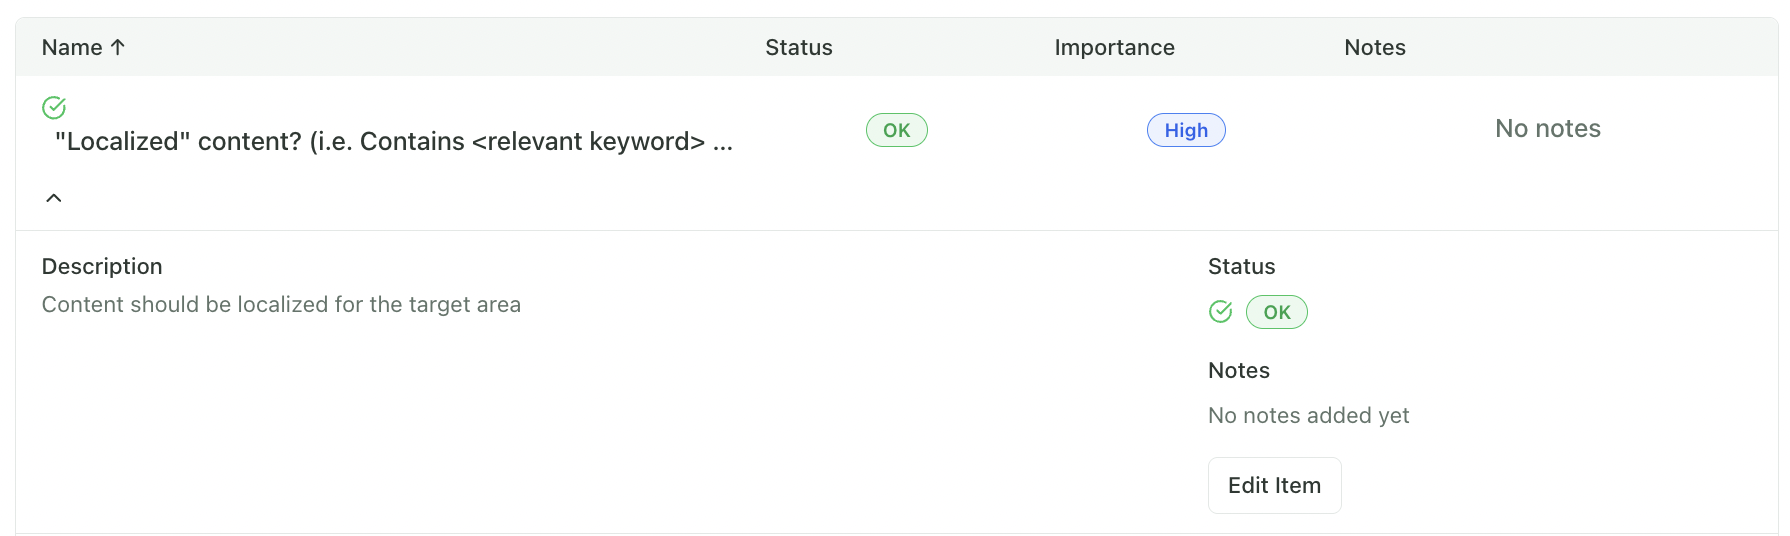 Name ↑ Status Importance Notes
"Localized" content? (i.e. Contains <relevant keyword> ... OK High No notes
Description
Content should be localized for the target area
Status
OK
Notes
No notes added yet
Edit Item